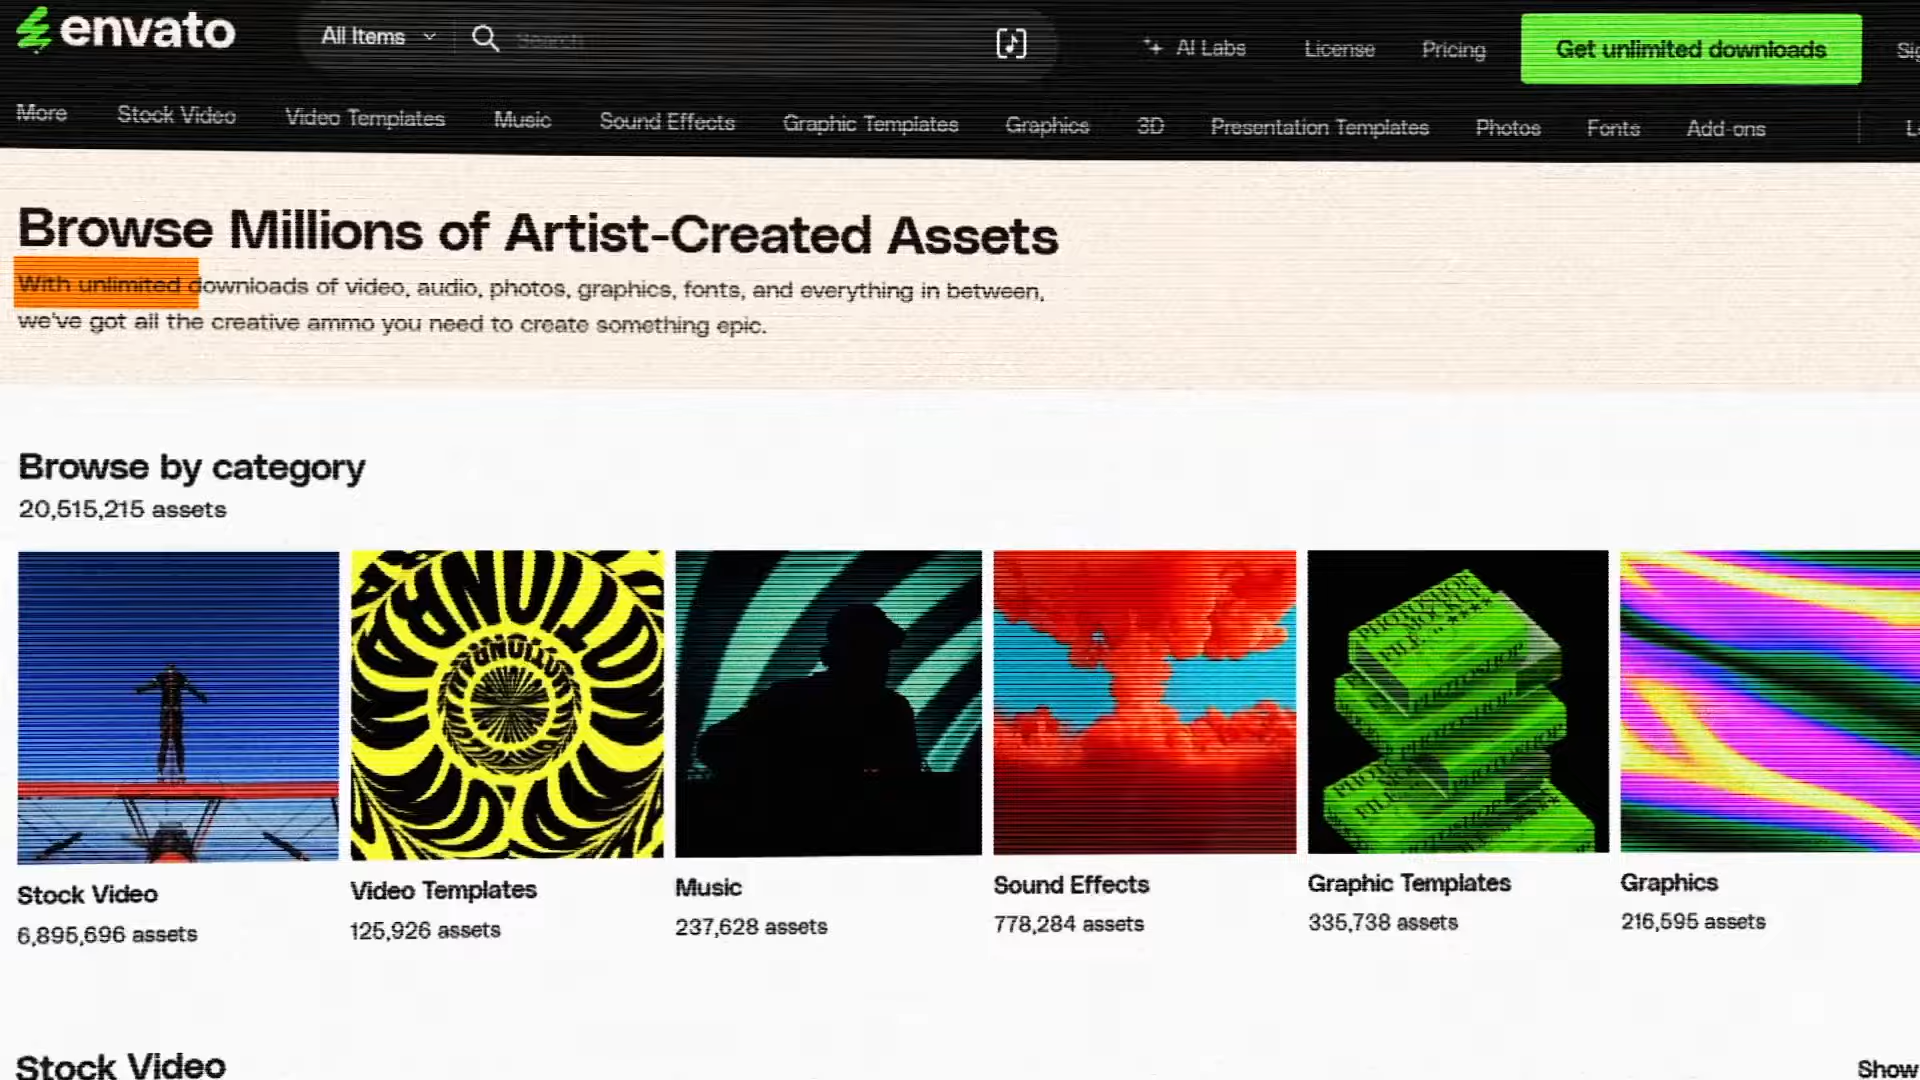 envato
All Items
Search
AI Labs
License
Pricing
Get unlimited downloads
More
Stock Video
Video Templates
Music
Sound Effects
Graphic Templates
Graphics
3D
Presentation Templates
Photos
Fonts
Add-ons
Browse Millions of Artist-Created Assets
With unlimited downloads of video, audio, photos, graphics, fonts, and everything in between,
we've got all the creative ammo you need to create something epic.
Browse by category
20,515,215 assets
PHOTOSHOP
MOCKUP
FILE
PHOTOSHOP
Stock Video
6,895,696 assets
Video Templates
125,926 assets
Music
237,628 assets
Sound Effects
778,284 assets
Graphic Templates
335,738 assets
Graphics
216,595 assets
Stock Video
Show